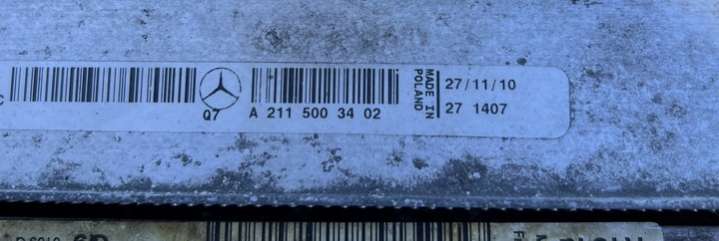 Q7 A 211 500 34 02
MADE IN
POLAND
27/11/10
27 1407